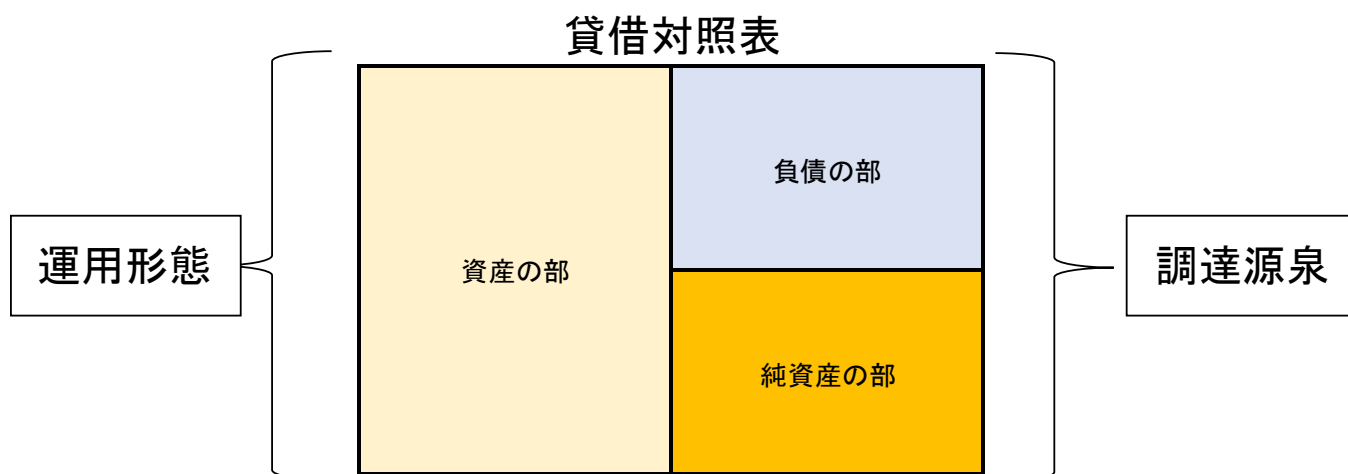 貸借対照表
運用形態
資産の部
負債の部
純資産の部
調達源泉